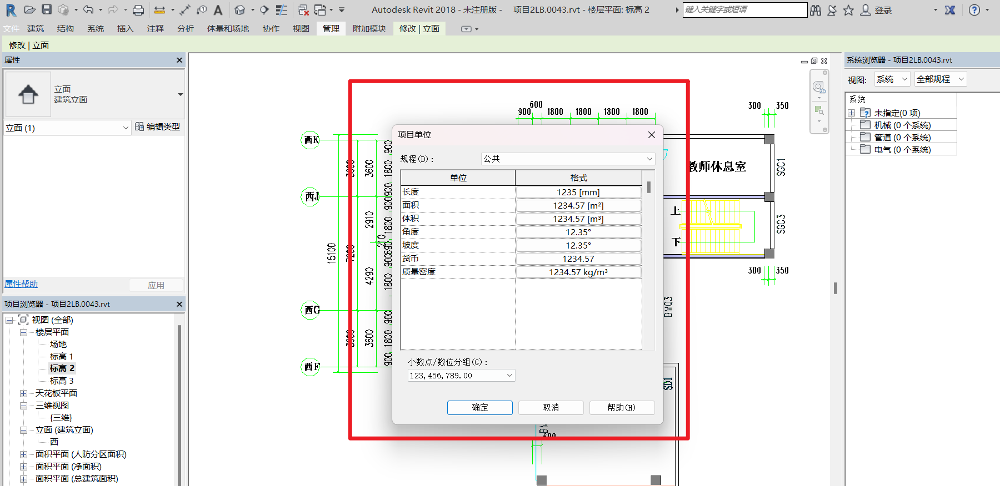 Autodesk Revit 2018 - 未注册版 - 项目2LB.0043.rvt - 楼层平面: 标高 2
键入关键字或短语
登录
文件 建筑 结构 系统 插入 注释 分析 体量和场地 协作 视图 管理 附加模块 修改 | 立面
修改 | 立面
属性
立面
建筑立面
立面 (1)
编辑类型
属性帮助
应用
项目浏览器 - 项目2LB.0043.rvt
视图 (全部)
楼层平面
场地
标高 1
标高 2
标高 3
天花板平面
三维视图
{三维}
立面 (建筑立面)
西
面积平面 (人防分区面积)
面积平面 (净面积)
面积平面 (总建筑面积)
600
900 1800 1800 1800 1800
300 350
西K
西J
西G
西F
15100
3600
7200
3600
3600
2910
210
4290
3600
900
1800
900
900
1800
900
1800
900
1800
900
教师休息室
SGC1
上
下
SGC3
300 350
BMQ3
SD1
BM
600
2D
项目单位
规程(D):
公共
单位 格式
长度 1235 [mm]
面积 1234.57 [m²]
体积 1234.57 [m³]
角度 12.35°
坡度 12.35°
货币 1234.57
质量密度 1234.57 kg/m³
小数点/数位分组(G):
123,456,789.00
确定 取消 帮助(H)
系统浏览器 - 项目2LB.0043.rvt
视图: 系统 全部规程
系统
未指定(0 项)
机械 (0 个系统)
管道 (0 个系统)
电气 (0 个系统)